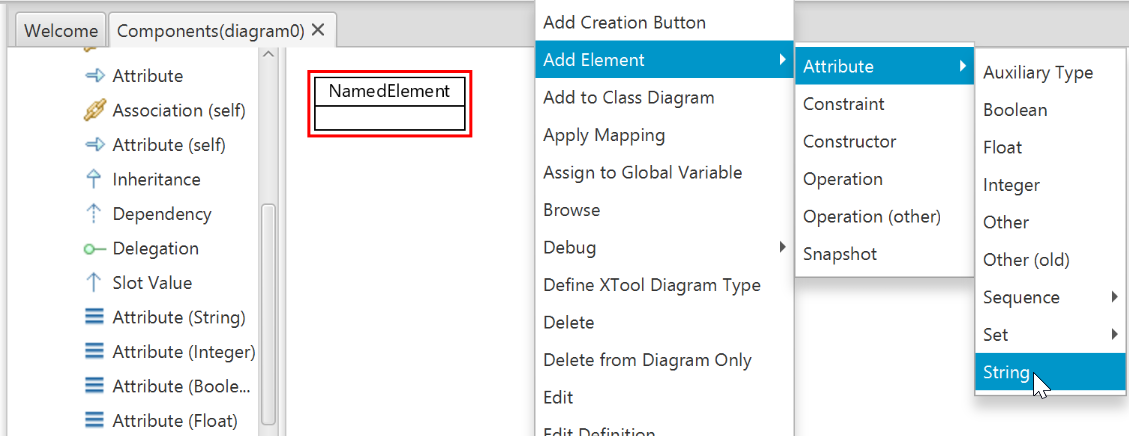 Welcome
Components(diagram0)
Attribute
Association (self)
Attribute (self)
Inheritance
Dependency
Delegation
Slot Value
Attribute (String)
Attribute (Integer)
Attribute (Boole...
Attribute (Float)
NamedElement
Add Creation Button
Add Element
Add to Class Diagram
Apply Mapping
Assign to Global Variable
Browse
Debug
Define XTool Diagram Type
Delete
Delete from Diagram Only
Edit
Edit Definition
Attribute
Constraint
Constructor
Operation
Operation (other)
Snapshot
Auxiliary Type
Boolean
Float
Integer
Other
Other (old)
Sequence
Set
String